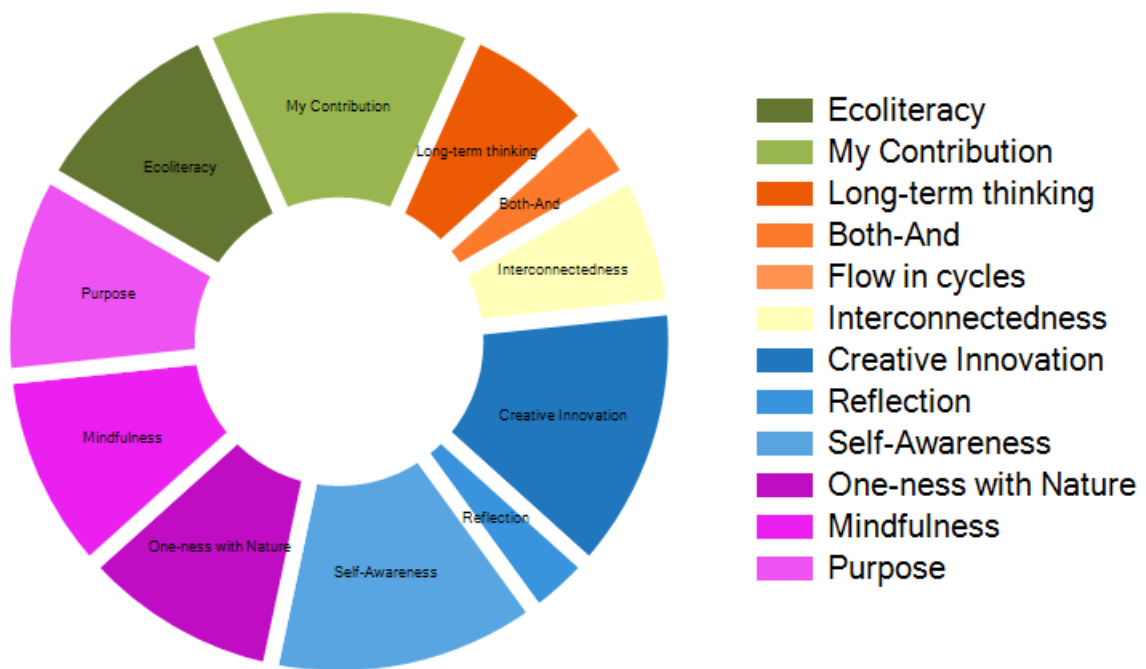 My Contribution
Long-term thinking
Ecoliteracy
Both-And
Interconnectedness
Purpose
Creative Innovation
Mindfulness
Reflection
One-ness with Nature
Self-Awareness
Ecoliteracy
My Contribution
Long-term thinking
Both-And
Flow in cycles
Interconnectedness
Creative Innovation
Reflection
Self-Awareness
One-ness with Nature
Mindfulness
Purpose